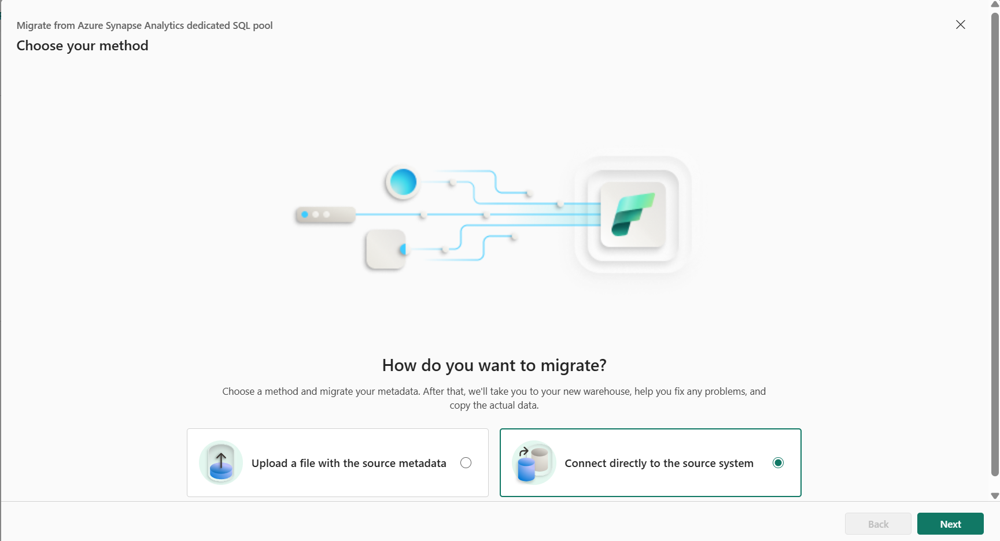 Migrate from Azure Synapse Analytics dedicated SQL pool
Choose your method
How do you want to migrate?
Choose a method and migrate your metadata. After that, we'll take you to your new warehouse, help you fix any problems, and
copy the actual data.
Upload a file with the source metadata
Connect directly to the source system
Back
Next